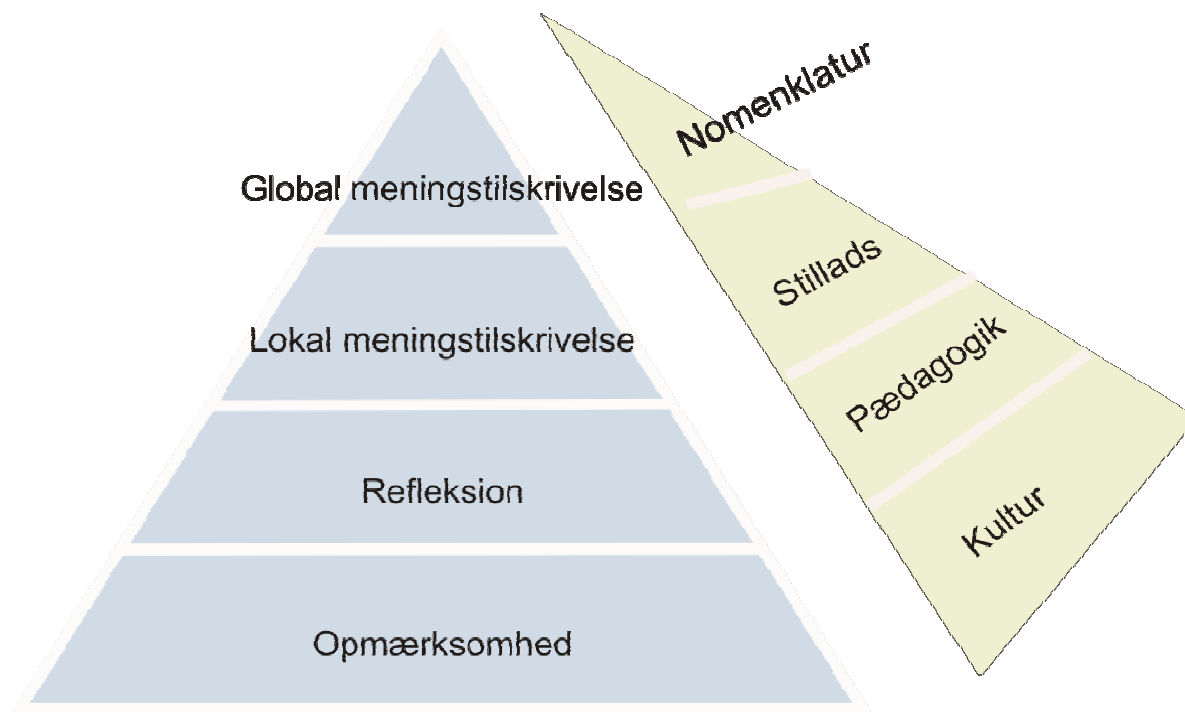 Global meningstilskrivelse
Lokal meningstilskrivelse
Refleksion
Opmærksomhed
Nomenklatur
Stillads
Pædagogik
Kultur